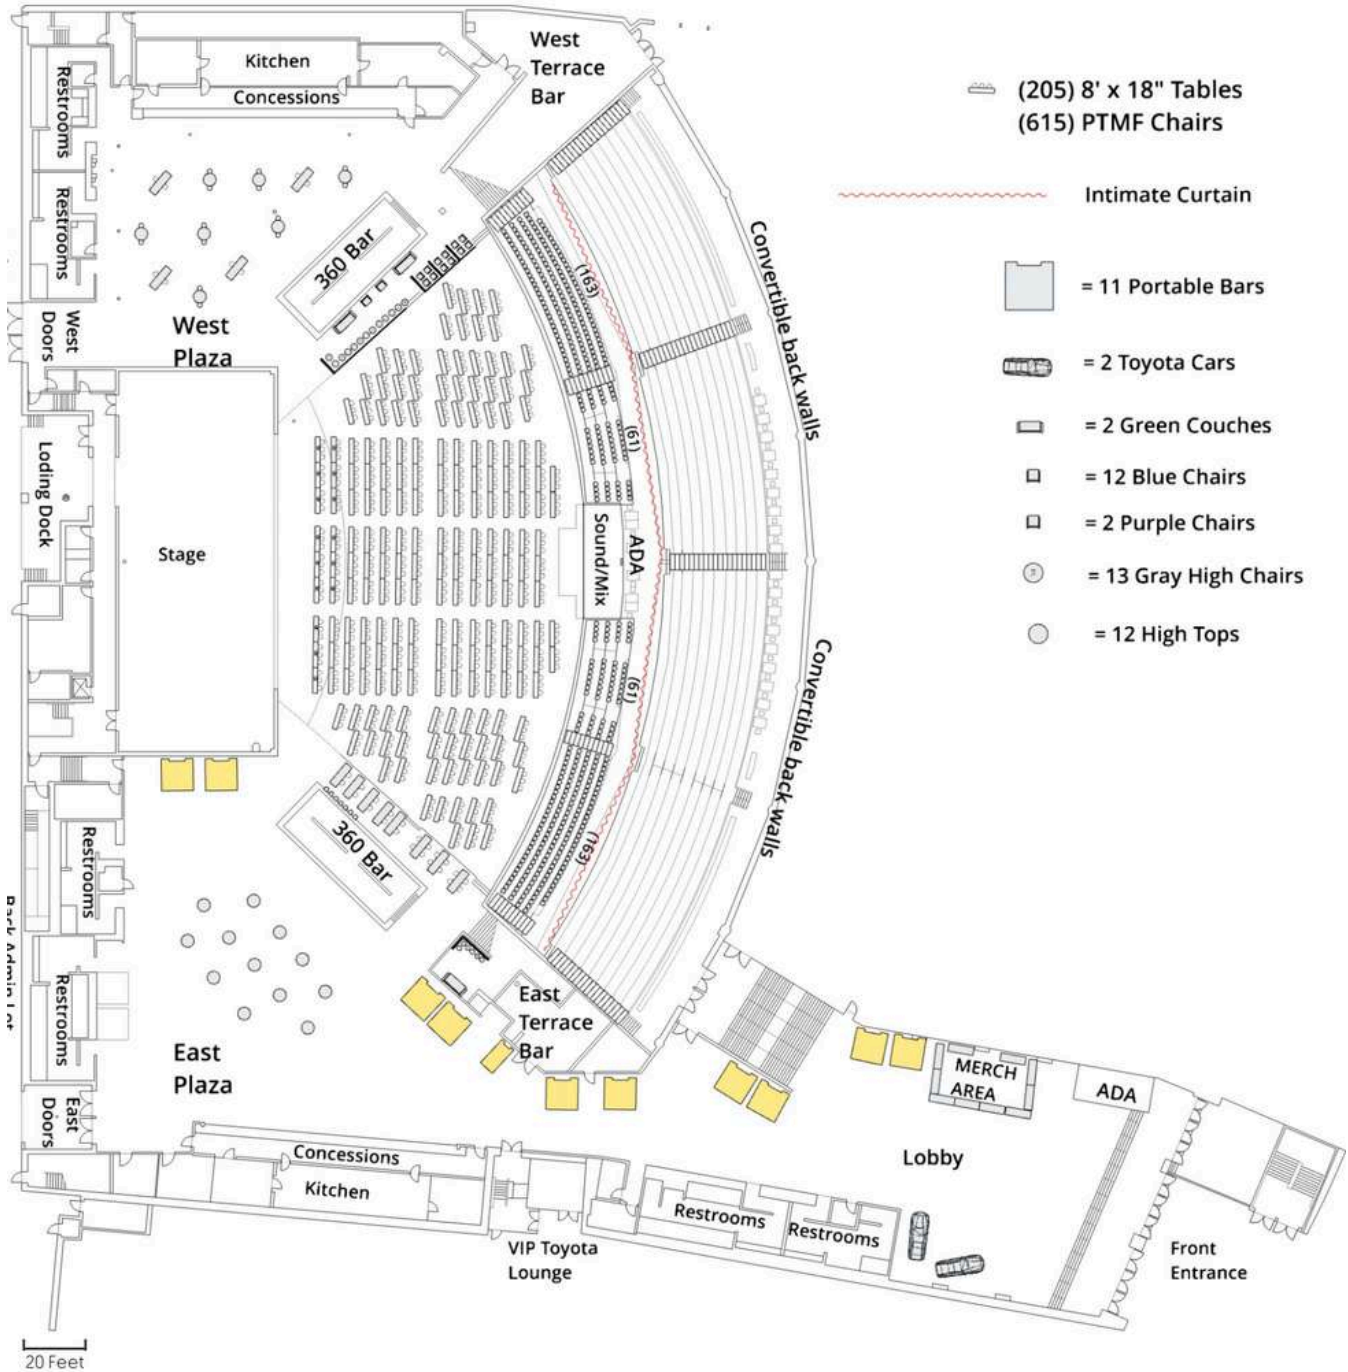 West
Terrace
Bar
Kitchen
Concessions
Restrooms
Restrooms
(205) 8' x 18" Tables
(615) PTMF Chairs
Intimate Curtain
= 11 Portable Bars
= 2 Toyota Cars
= 2 Green Couches
= 12 Blue Chairs
= 2 Purple Chairs
= 13 Gray High Chairs
= 12 High Tops
360 Bar
West
Doors
West
Plaza
(163)
Convertible back walls
(61)
Loding Dock
Stage
Sound/Mix
ADA
(61)
Convertible back walls
(163)
360 Bar
Restrooms
Restrooms
East
Plaza
East
Doors
East
Terrace
Bar
MERCH
AREA
ADA
Lobby
Concessions
Kitchen
Restrooms
Restrooms
VIP Toyota
Lounge
Front
Entrance
20 Feet